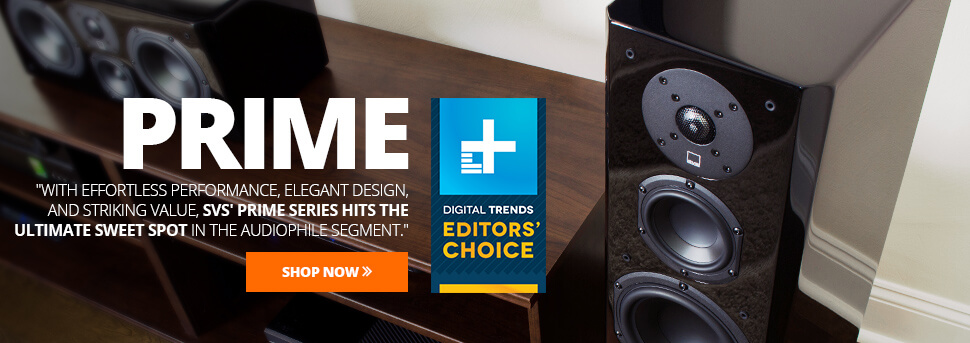 PRIME
"WITH EFFORTLESS PERFORMANCE, ELEGANT DESIGN,
AND STRIKING VALUE, SVS' PRIME SERIES HITS THE
ULTIMATE SWEET SPOT IN THE AUDIOPHILE SEGMENT."
SHOP NOW »
DIGITAL TRENDS
EDITORS'
CHOICE